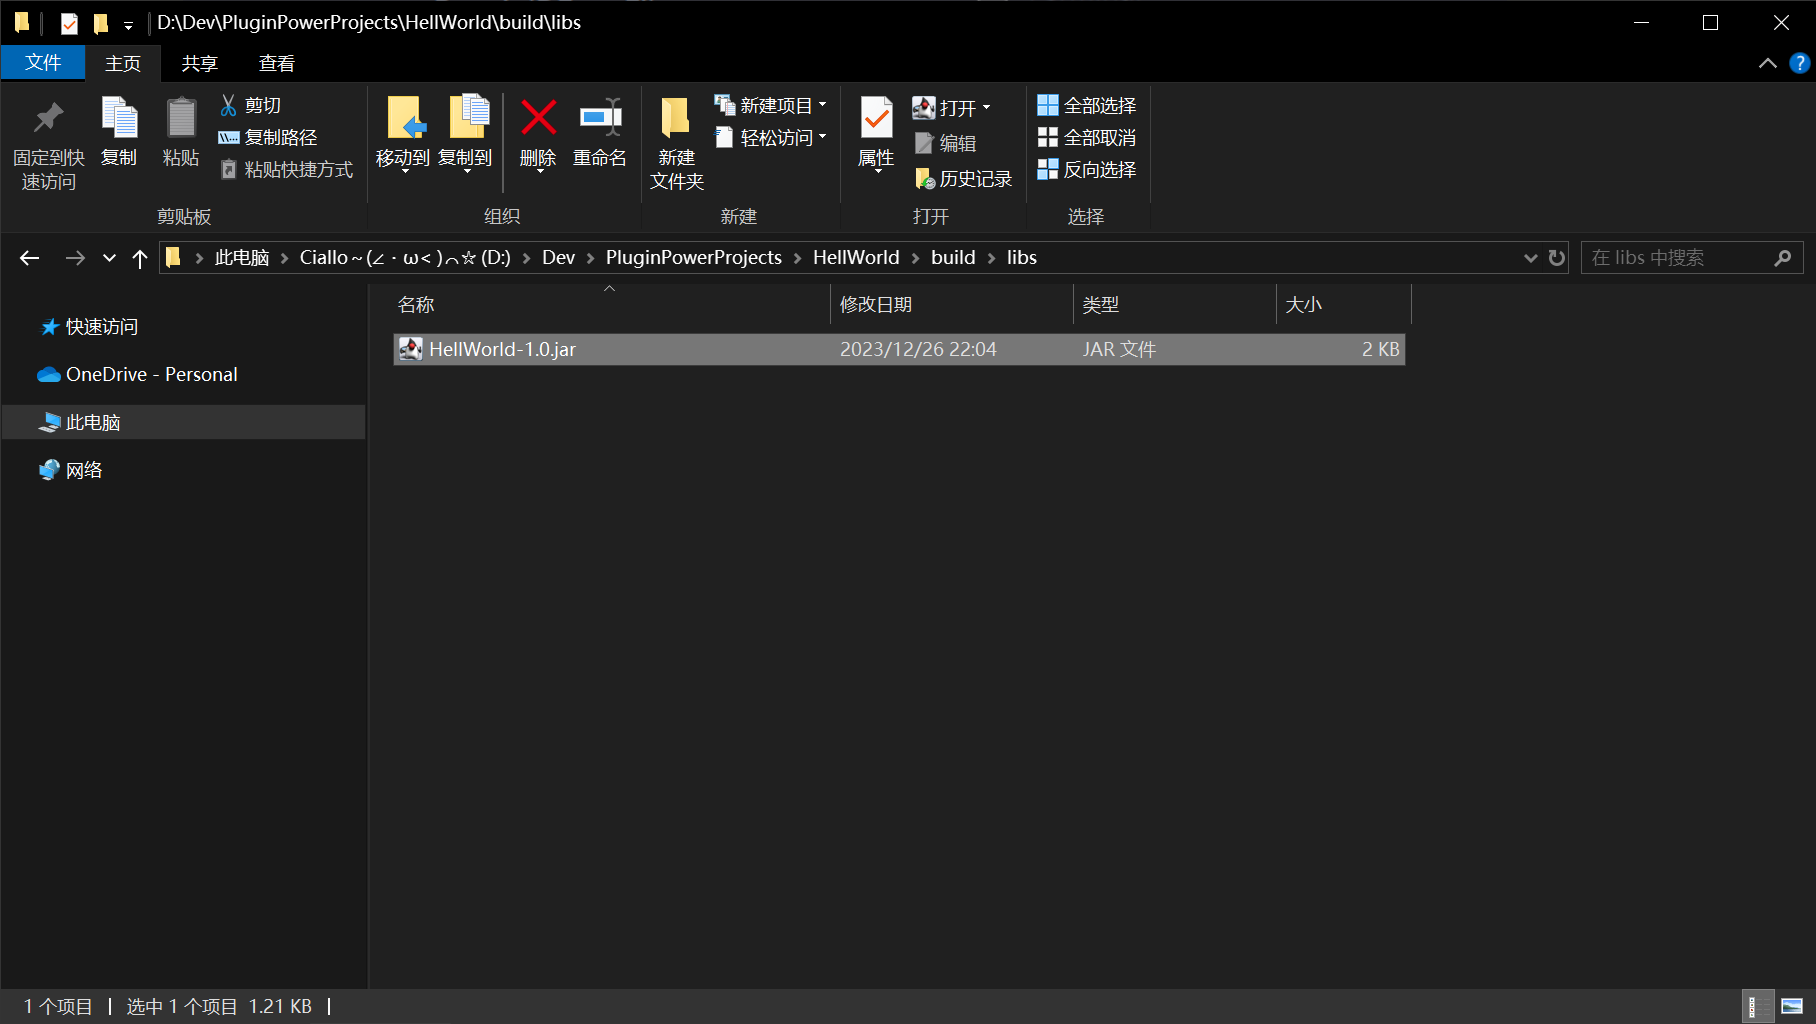 D:\Dev\PluginPowerProjects\HellWorld\build\libs
文件 主页 共享 查看
固定到快
速访问
复制
粘贴
剪切
复制路径
粘贴快捷方式
剪贴板
移动到
复制到
删除
重命名
组织
新建
文件夹
新建项目
轻松访问
新建
属性
打开
编辑
历史记录
打开
全部选择
全部取消
反向选择
选择
此电脑 Ciallo～(∠・ω< )⌒☆ (D:) Dev PluginPowerProjects HellWorld build libs
在 libs 中搜索
快速访问
OneDrive - Personal
此电脑
网络
名称 修改日期 类型 大小
HellWorld-1.0.jar 2023/12/26 22:04 JAR 文件 2 KB
1 个项目 选中 1 个项目 1.21 KB